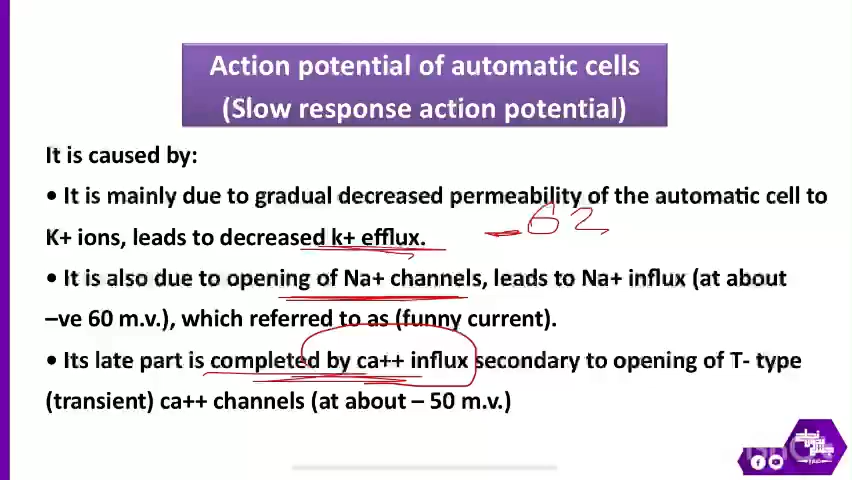 Action potential of automatic cells
(Slow response action potential)
It is caused by:
• It is mainly due to gradual decreased permeability of the automatic cell to
K+ ions, leads to decreased k+ efflux.
– 62
• It is also due to opening of Na+ channels, leads to Na+ influx (at about
–ve 60 m.v.), which referred to as (funny current).
• Its late part is completed by ca++ influx secondary to opening of T- type
(transient) ca++ channels (at about – 50 m.v.)